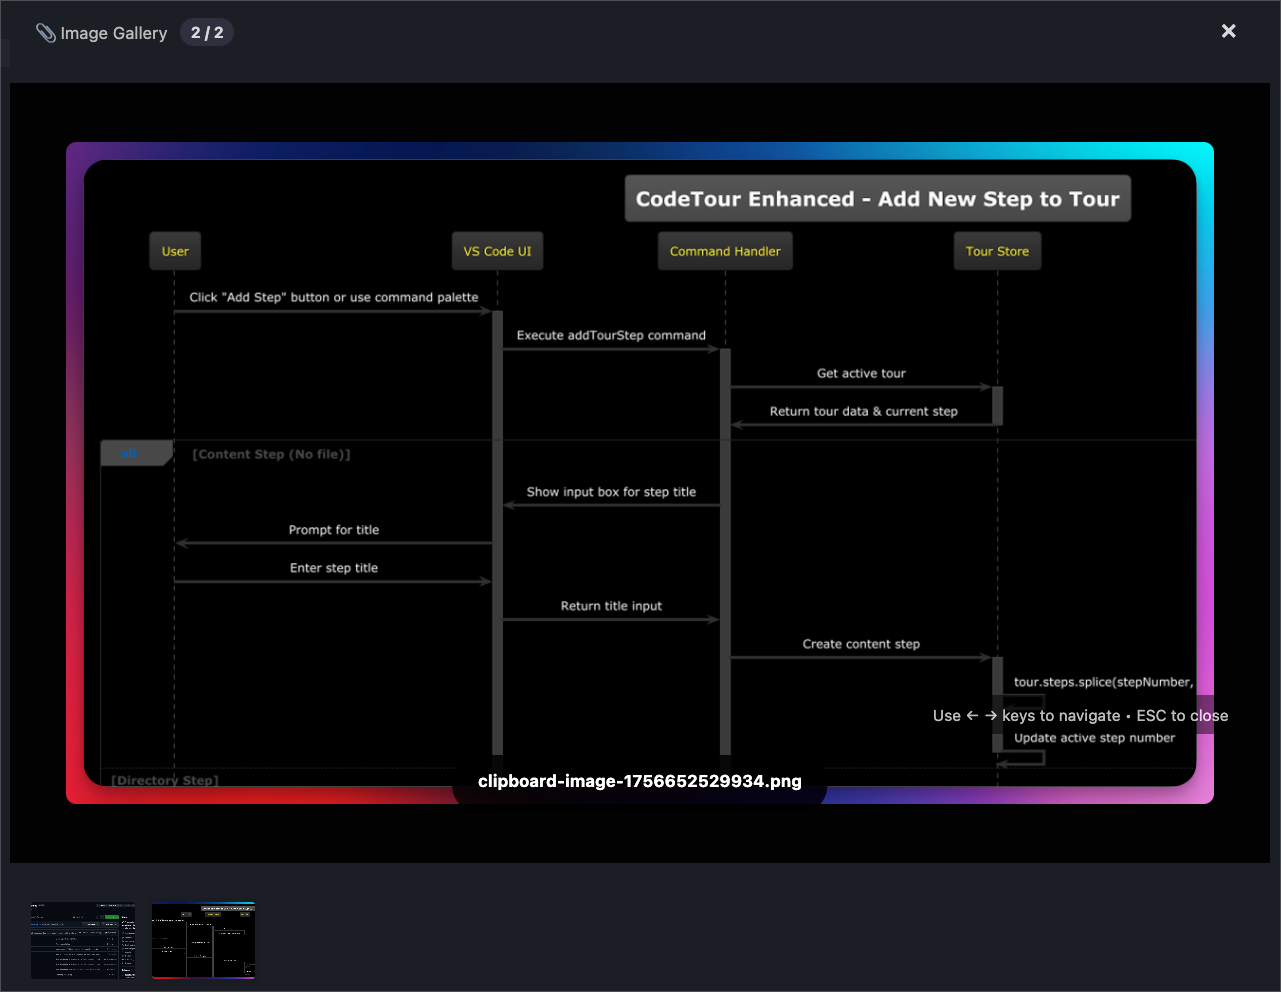 Image Gallery 2 / 2
CodeTour Enhanced - Add New Step to Tour
User VS Code UI Command Handler Tour Store
Click "Add Step" button or use command palette
Execute addTourStep command
Get active tour
Return tour data & current step
alt [Content Step (No file)]
Show input box for step title
Prompt for title
Enter step title
Return title input
Create content step
tour.steps.splice(stepNumber,
Use ← → keys to navigate • ESC to close
Update active step number
[Directory Step]
clipboard-image-1756652529934.png